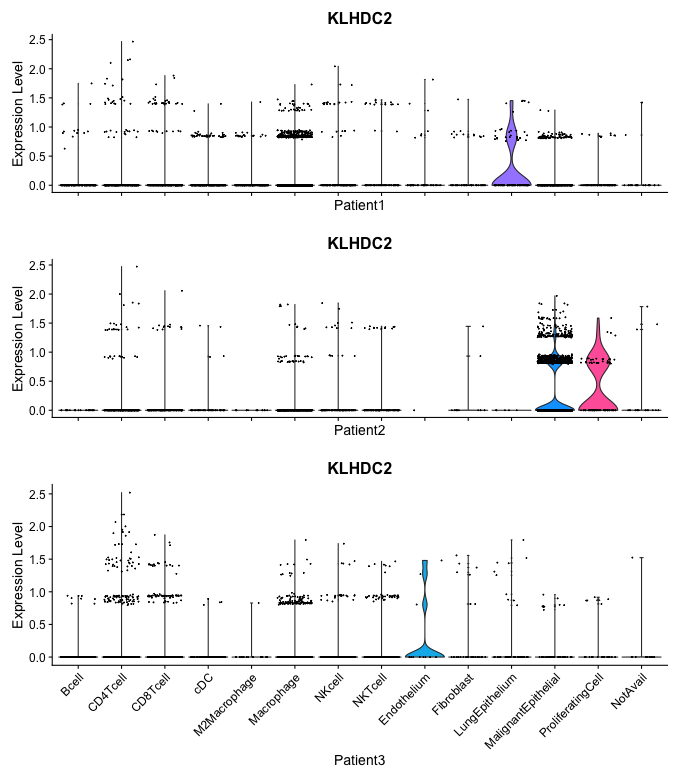 KLHDC2
Expression Level
2.5
2.0
1.5
1.0
0.5
0.0
Patient1
KLHDC2
Expression Level
2.5
2.0
1.5
1.0
0.5
0.0
Patient2
KLHDC2
Expression Level
2.5
2.0
1.5
1.0
0.5
0.0
Bcell
CD4Tcell
CD8Tcell
cDC
M2Macrophage
Macrophage
NKcell
NKTcell
Endothelium
Fibroblast
LungEpithelium
MalignantEpithelial
ProliferatingCell
NotAvail
Patient3